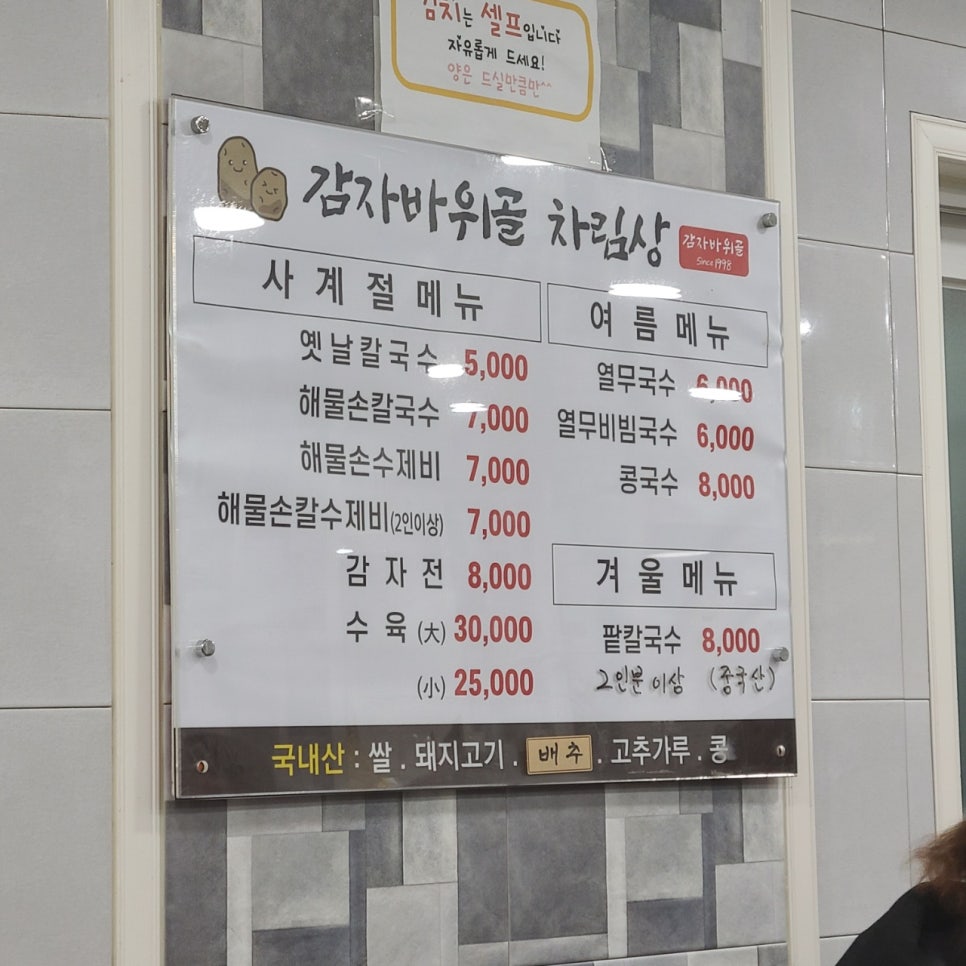 김치는 셀프입니다
자유롭게 드세요!
양은 드실만큼만^^
감자바위골 차림상
감자바위골
Since 1998
사계절메뉴
옛날칼국수 5,000
해물손칼국수 7,000
해물손수제비 7,000
해물손칼수제비(2인이상) 7,000
감자전 8,000
수육 (大) 30,000
(小) 25,000
여름메뉴
열무국수 6,000
열무비빔국수 6,000
콩국수 8,000
겨울메뉴
팥칼국수 8,000
2인분 이상 (중국산)
국내산 : 쌀 . 돼지고기 . 배추 . 고추가루 . 콩